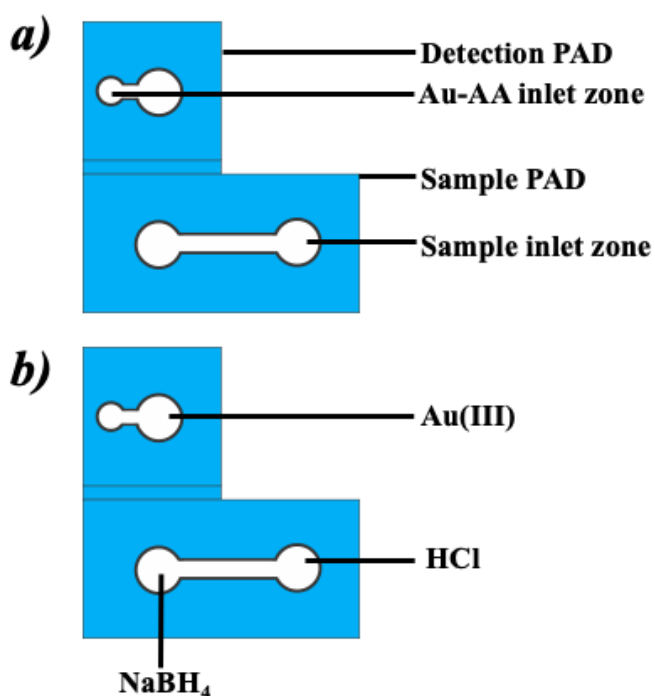 a)
Detection PAD
Au-AA inlet zone
Sample PAD
Sample inlet zone
b)
Au(III)
HCl
NaBH₄